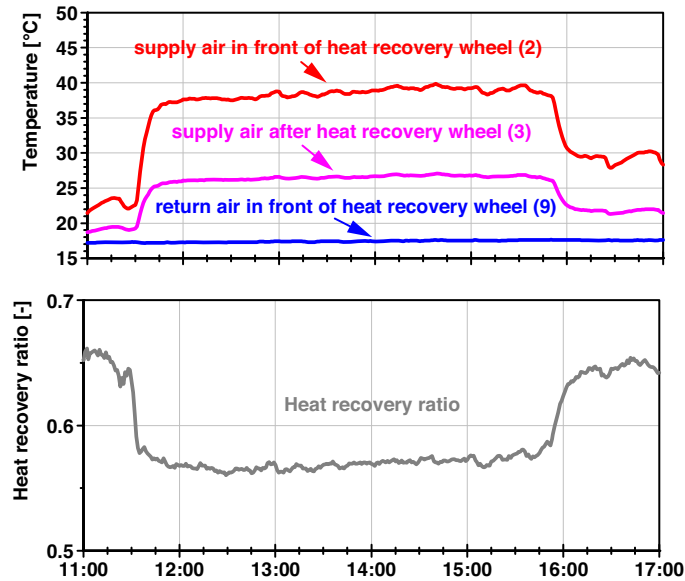 Temperature [°C]
50
45
40
35
30
25
20
15
supply air in front of heat recovery wheel (2)
supply air after heat recovery wheel (3)
return air in front of heat recovery wheel (9)
Heat recovery ratio [-]
0.7
0.6
0.5
Heat recovery ratio
11:00 12:00 13:00 14:00 15:00 16:00 17:00